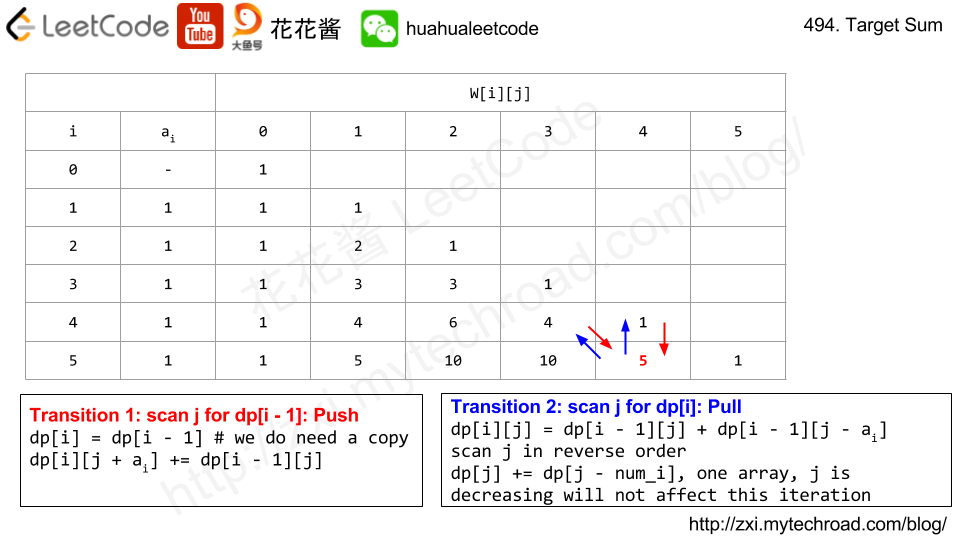 LeetCode You Tube 大鱼号 花花酱 huahualeetcode 494. Target Sum
W[i][j]
i ai 0 1 2 3 4 5
0 - 1
1 1 1 1
2 1 1 2 1
3 1 1 3 3 1
4 1 1 4 6 4 1
5 1 1 5 10 10 5 1
花花酱 LeetCode
http://zxi.mytechroad.com/blog/
Transition 1: scan j for dp[i - 1]: Push
dp[i] = dp[i - 1] # we do need a copy
dp[i][j + ai] += dp[i - 1][j]
Transition 2: scan j for dp[i]: Pull
dp[i][j] = dp[i - 1][j] + dp[i - 1][j - ai]
scan j in reverse order
dp[j] += dp[j - num_i], one array, j is
decreasing will not affect this iteration
http://zxi.mytechroad.com/blog/